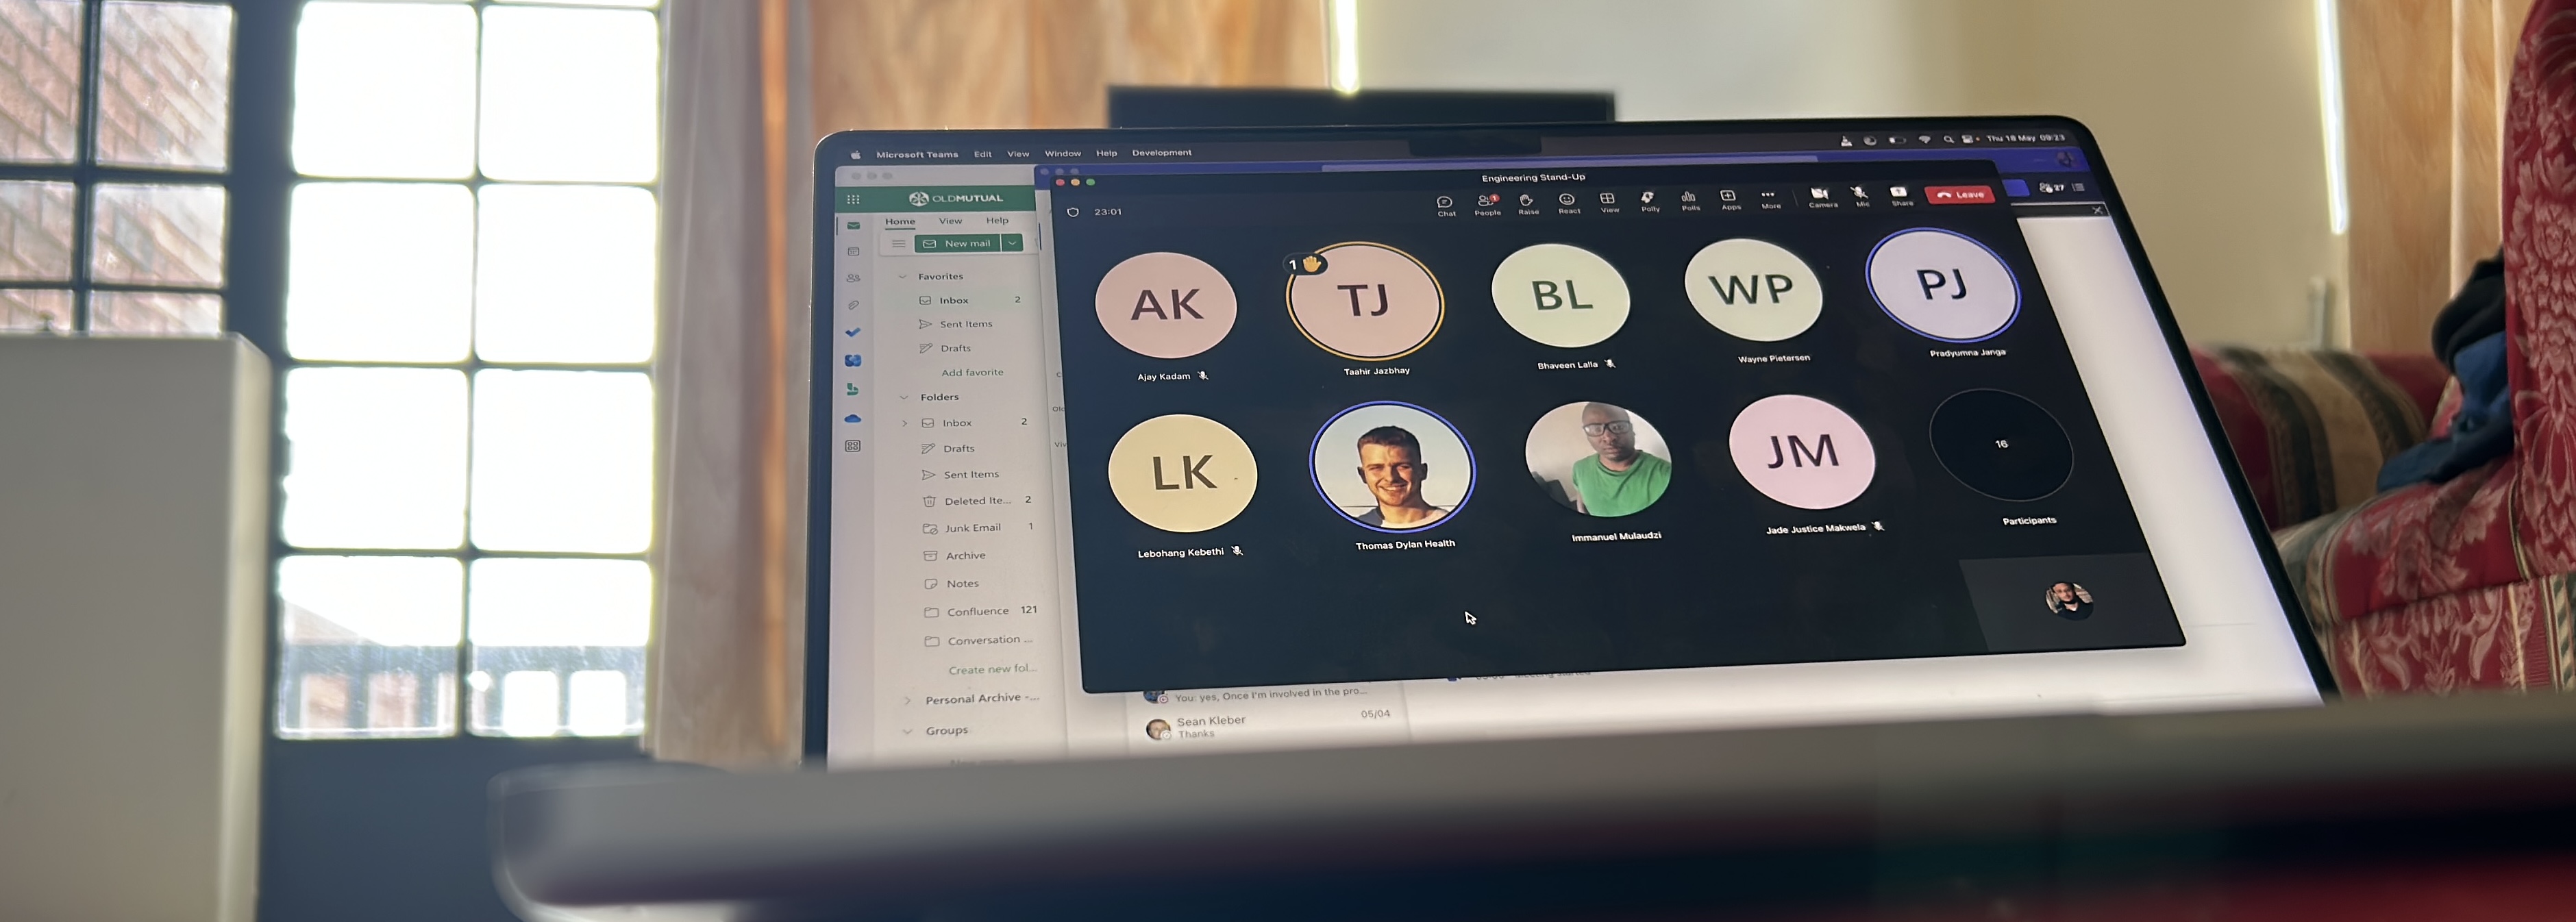 Microsoft Teams Edit View Window Help Development
Thu 18 May 09:23
OLDMUTUAL
Home View Help
New mail
Favorites
Inbox 2
Sent Items
Drafts
Add favorite
Folders
Inbox 2
Drafts
Sent Items
Deleted Ite... 2
Junk Email 1
Archive
Notes
Confluence 121
Conversation ...
Create new fol...
Personal Archive -...
Groups
Engineering Stand-Up
23:01
Chat People Raise React View Polly Polls Apps More Camera Mic Share Leave
27
AK
Ajay Kadam
1
TJ
Taahir Jazbhay
BL
Bhaveen Lalla
WP
Wayne Pietersen
PJ
Pradyumna Janga
LK
Lebohang Kebethi
Thomas Dylan Health
Immanuel Mulaudzi
JM
Jade Justice Makwela
16
Participants
You: yes, Once I'm involved in the pro...
Sean Kleber 05/04
Thanks